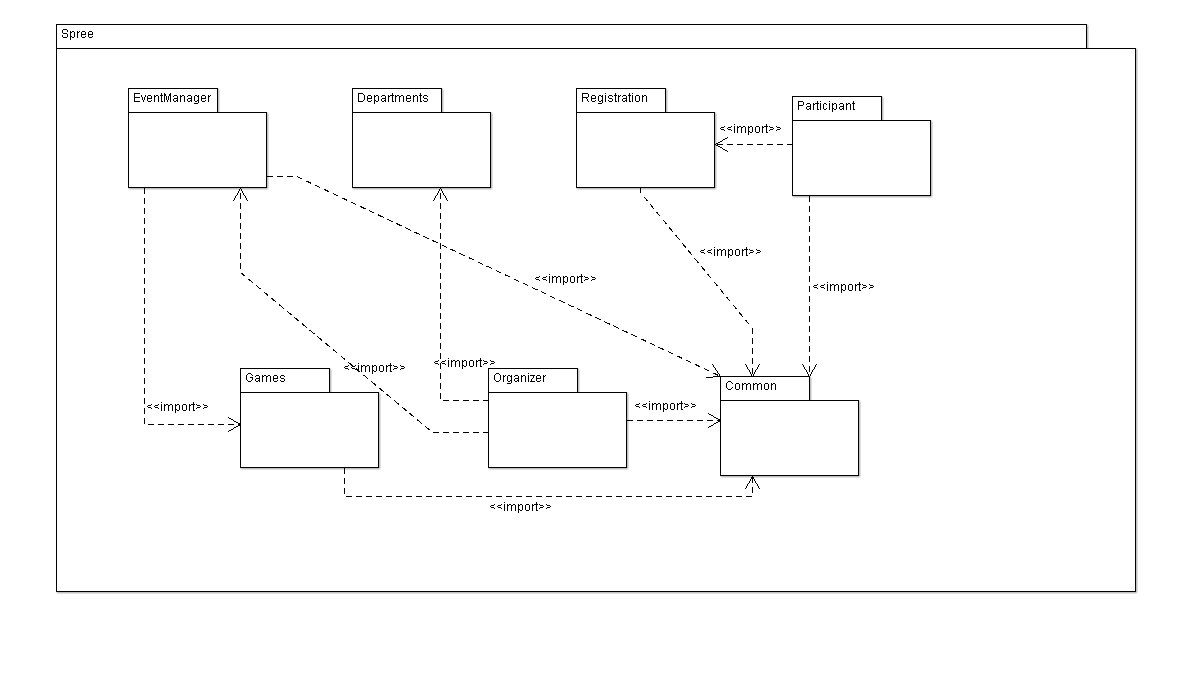 Spree
EventManager
Departments
Registration
Participant
<<import>>
<<import>>
<<import>>
<<import>>
<<import>>
<<import>>
Games
Organizer
Common
<<import>>
<<import>>
<<import>>